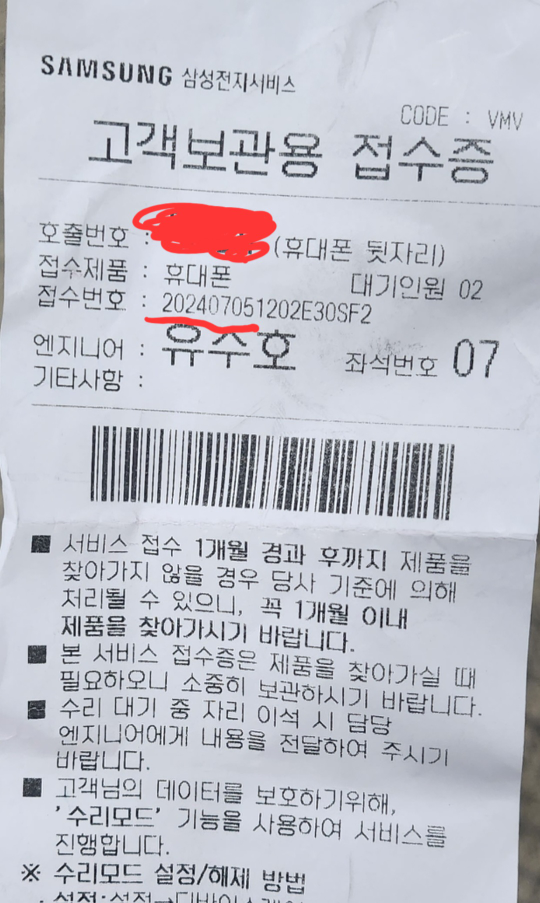 SAMSUNG 삼성전자서비스
CODE : VMV
고객보관용 접수증
호출번호 : (휴대폰 뒷자리)
접수제품 : 휴대폰 대기인원 02
접수번호 : 202407051202E30SF2
엔지니어 : 유수호 좌석번호 07
기타사항 :
■ 서비스 접수 1개월 경과 후까지 제품을
찾아가지 않을 경우 당사 기준에 의해
처리될 수 있으니, 꼭 1개월 이내
제품을 찾아가시기 바랍니다.
■ 본 서비스 접수증은 제품을 찾아가실 때
필요하오니 소중히 보관하시기 바랍니다.
■ 수리 대기 중 자리 이석 시 담당
엔지니어에게 내용을 전달하여 주시기
바랍니다.
■ 고객님의 데이터를 보호하기위해,
'수리모드' 기능을 사용하여 서비스를
진행합니다.
※ 수리모드 설정/해제 방법